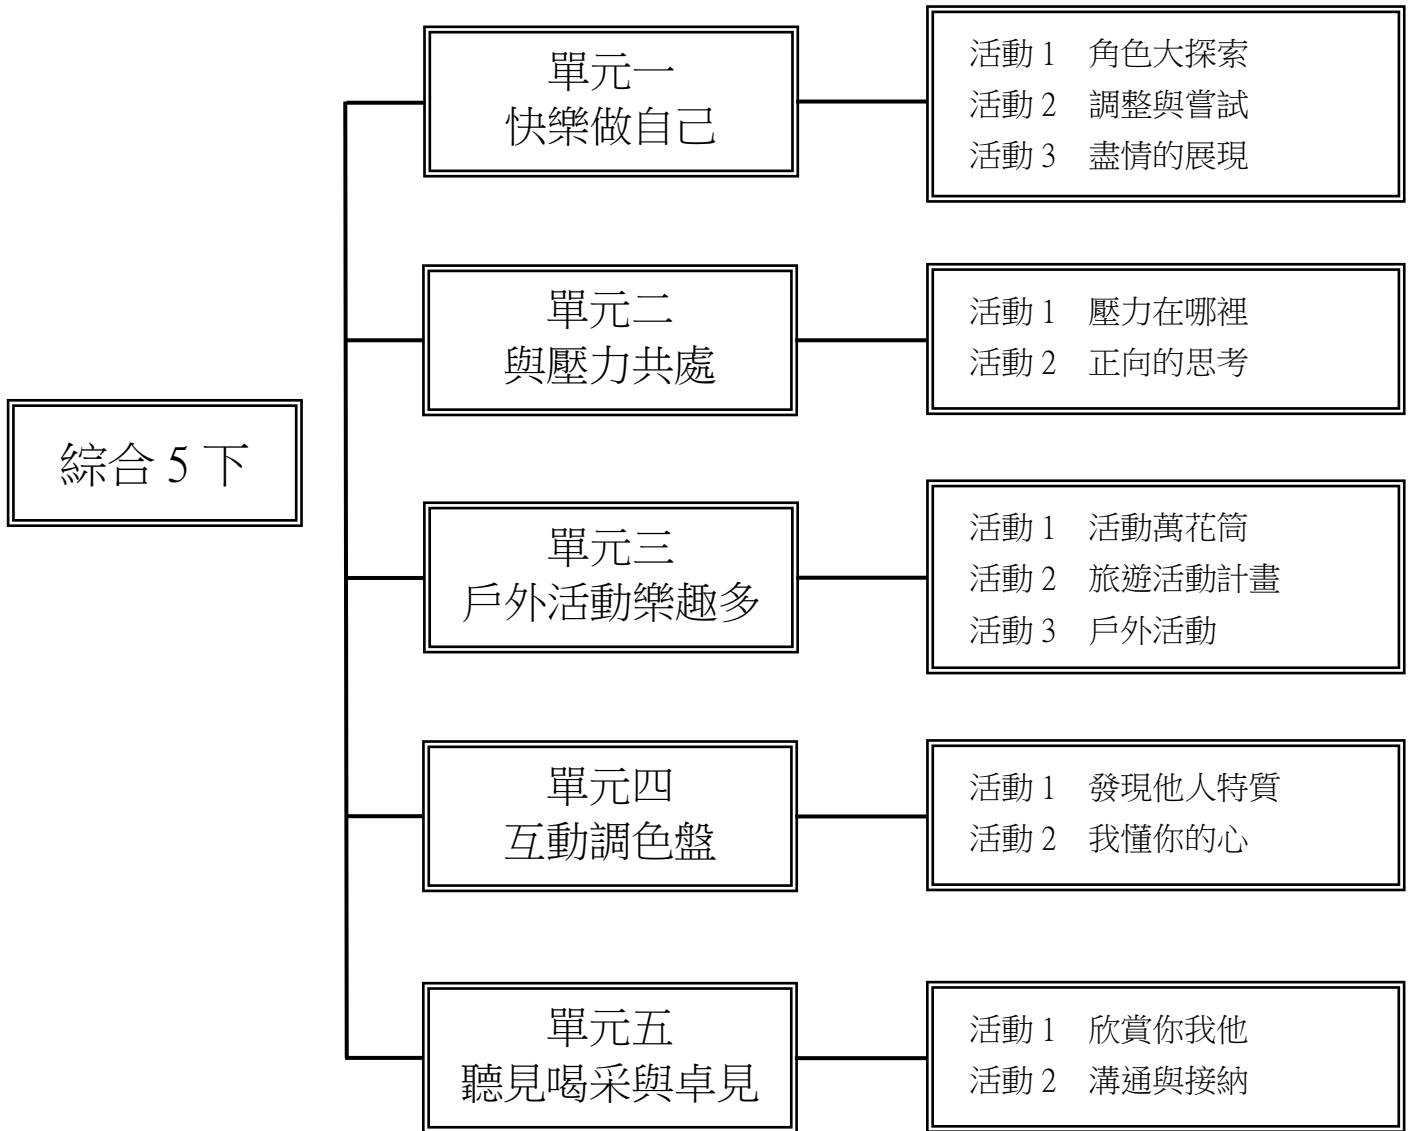 綜合 5 下
單元一
快樂做自己
活動 1　角色大探索
活動 2　調整與嘗試
活動 3　盡情的展現
單元二
與壓力共處
活動 1　壓力在哪裡
活動 2　正向的思考
單元三
戶外活動樂趣多
活動 1　活動萬花筒
活動 2　旅遊活動計畫
活動 3　戶外活動
單元四
互動調色盤
活動 1　發現他人特質
活動 2　我懂你的心
單元五
聽見喝采與卓見
活動 1　欣賞你我他
活動 2　溝通與接納